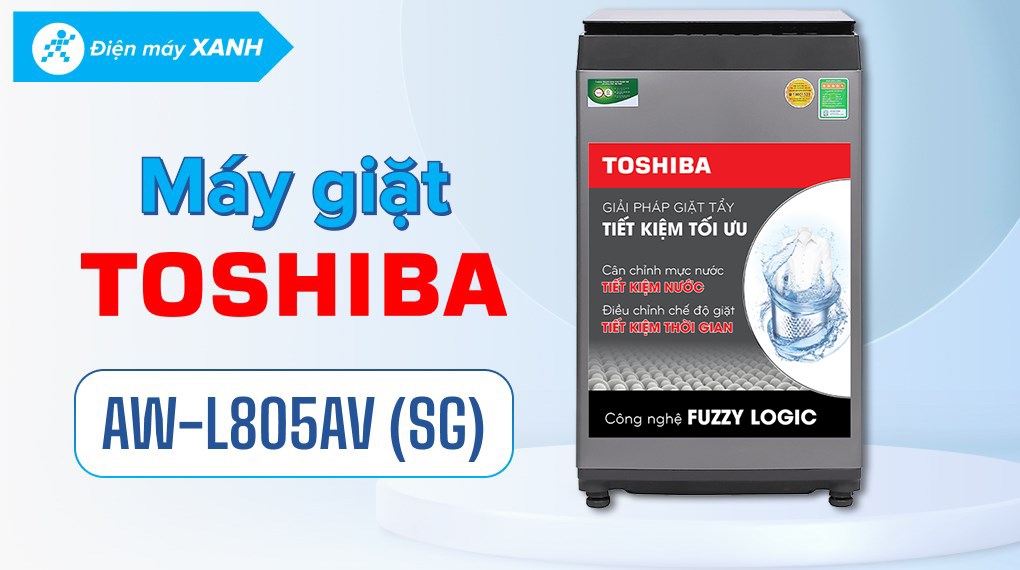 Điện máy XANH
Máy giặt
TOSHIBA
AW-L805AV (SG)
TOSHIBA
GIẢI PHÁP GIẶT TẨY
TIẾT KIỆM TỐI ƯU
Cân chỉnh mực nước
TIẾT KIỆM NƯỚC
Điều chỉnh chế độ giặt
TIẾT KIỆM THỜI GIAN
Công nghệ FUZZY LOGIC